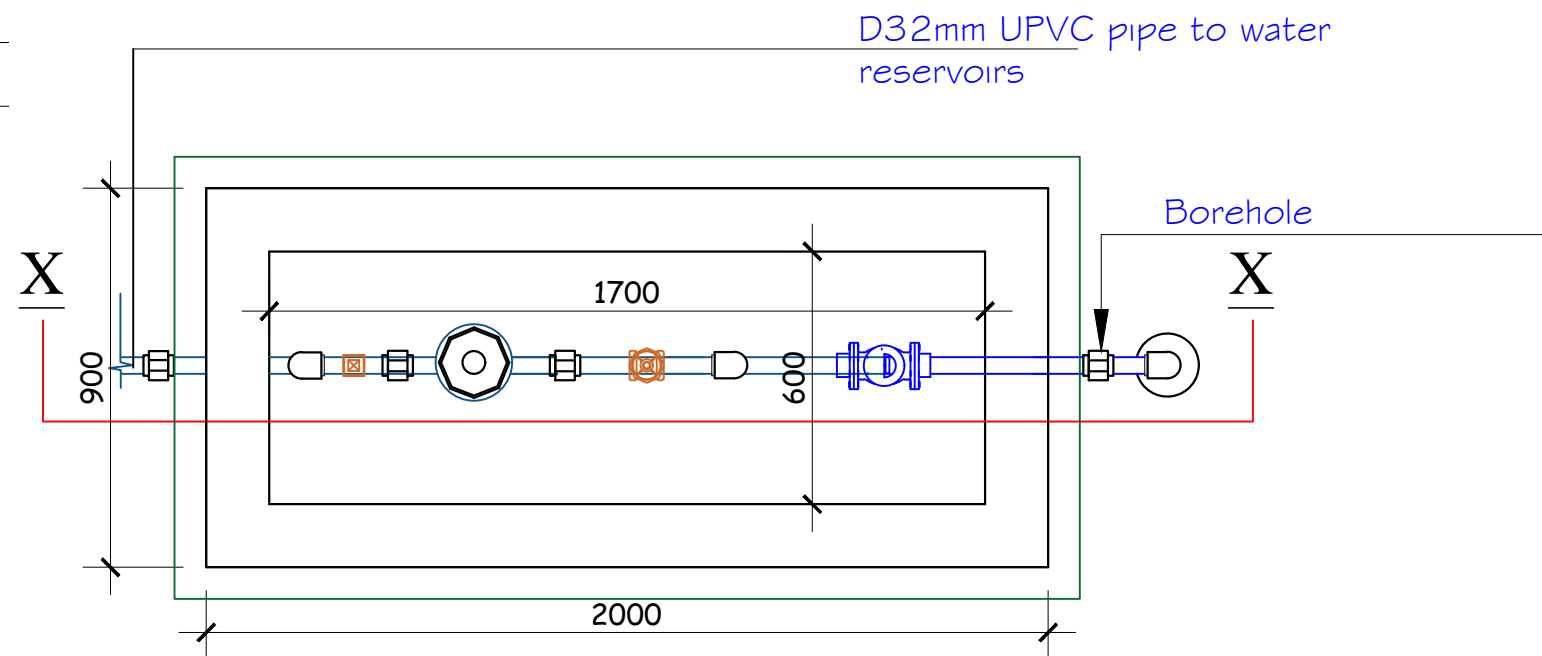 D32mm UPVC pipe to water
reservoirs
Borehole
X
X
1700
900
600
2000